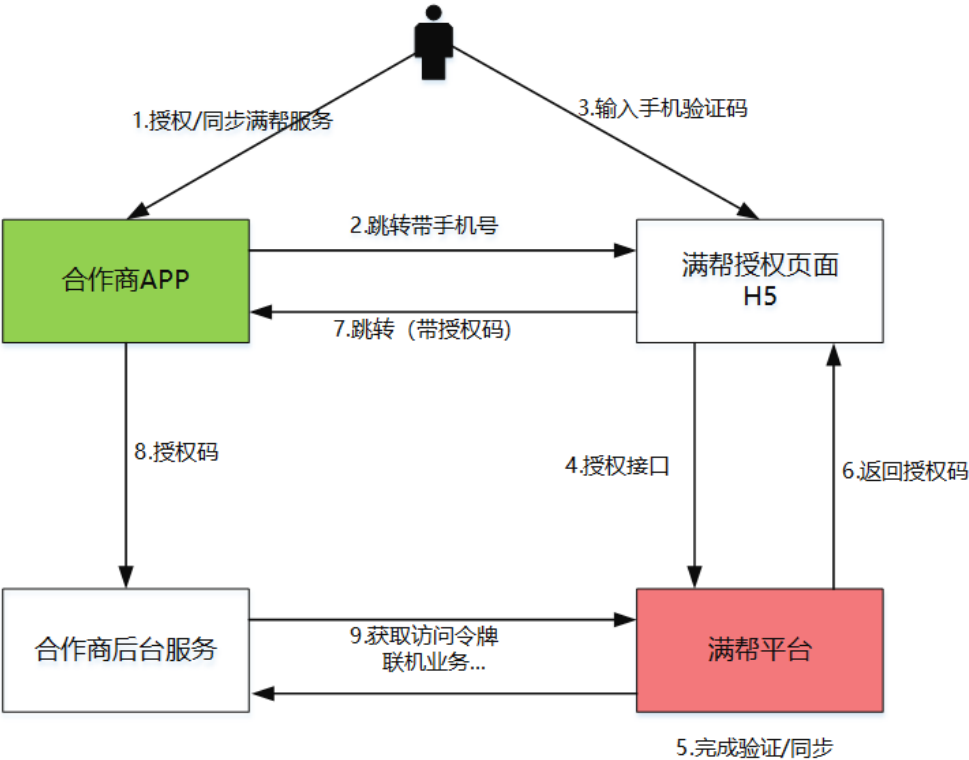 1.授权/同步满帮服务
3.输入手机验证码
2.跳转带手机号
合作商APP
满帮授权页面
H5
7.跳转（带授权码)
8.授权码
4.授权接口
6.返回授权码
合作商后台服务
9.获取访问令牌
联机业务...
满帮平台
5.完成验证/同步